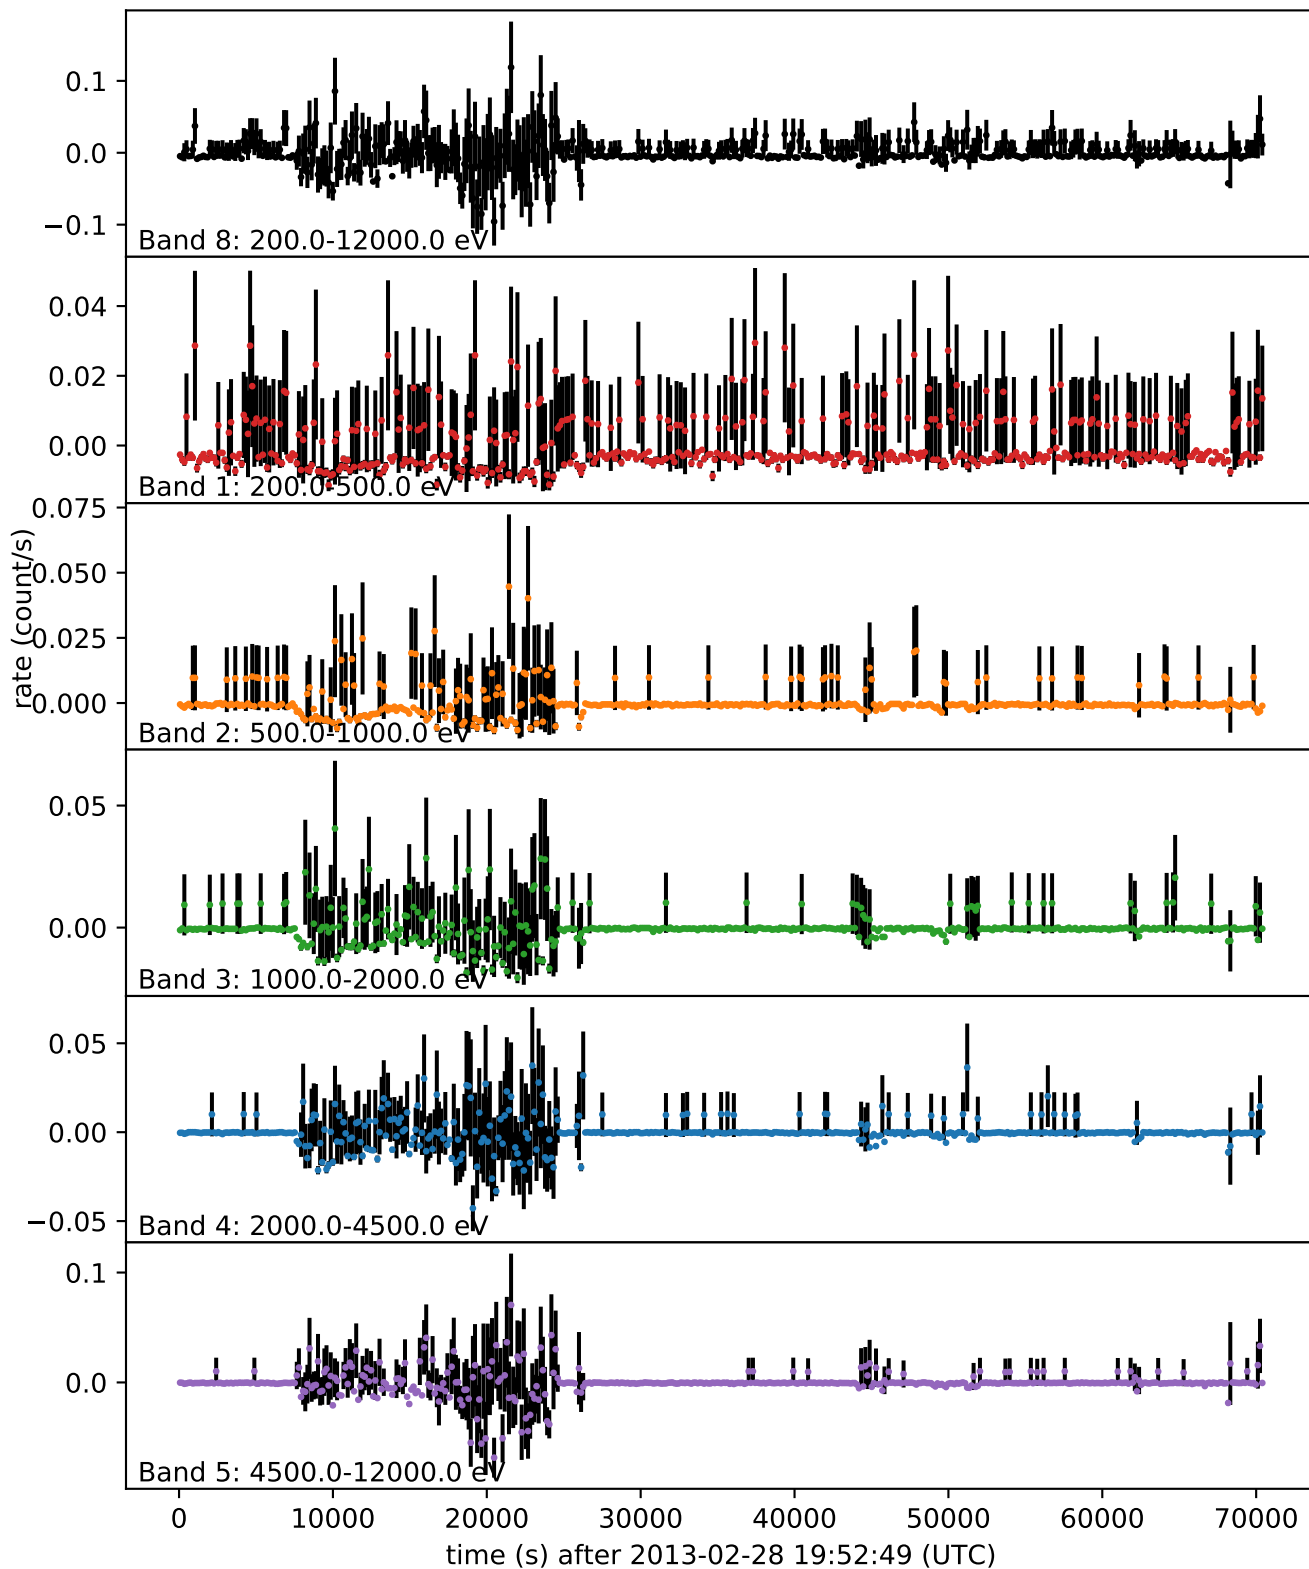 0.1
0.0
−0.1
Band 8: 200.0-12000.0 eV
0.04
0.02
0.00
Band 1: 200.0-500.0 eV
rate (count/s)
0.075
0.050
0.025
0.000
Band 2: 500.0-1000.0 eV
0.05
0.00
Band 3: 1000.0-2000.0 eV
0.05
0.00
−0.05
Band 4: 2000.0-4500.0 eV
0.1
0.0
Band 5: 4500.0-12000.0 eV
0 10000 20000 30000 40000 50000 60000 70000
time (s) after 2013-02-28 19:52:49 (UTC)